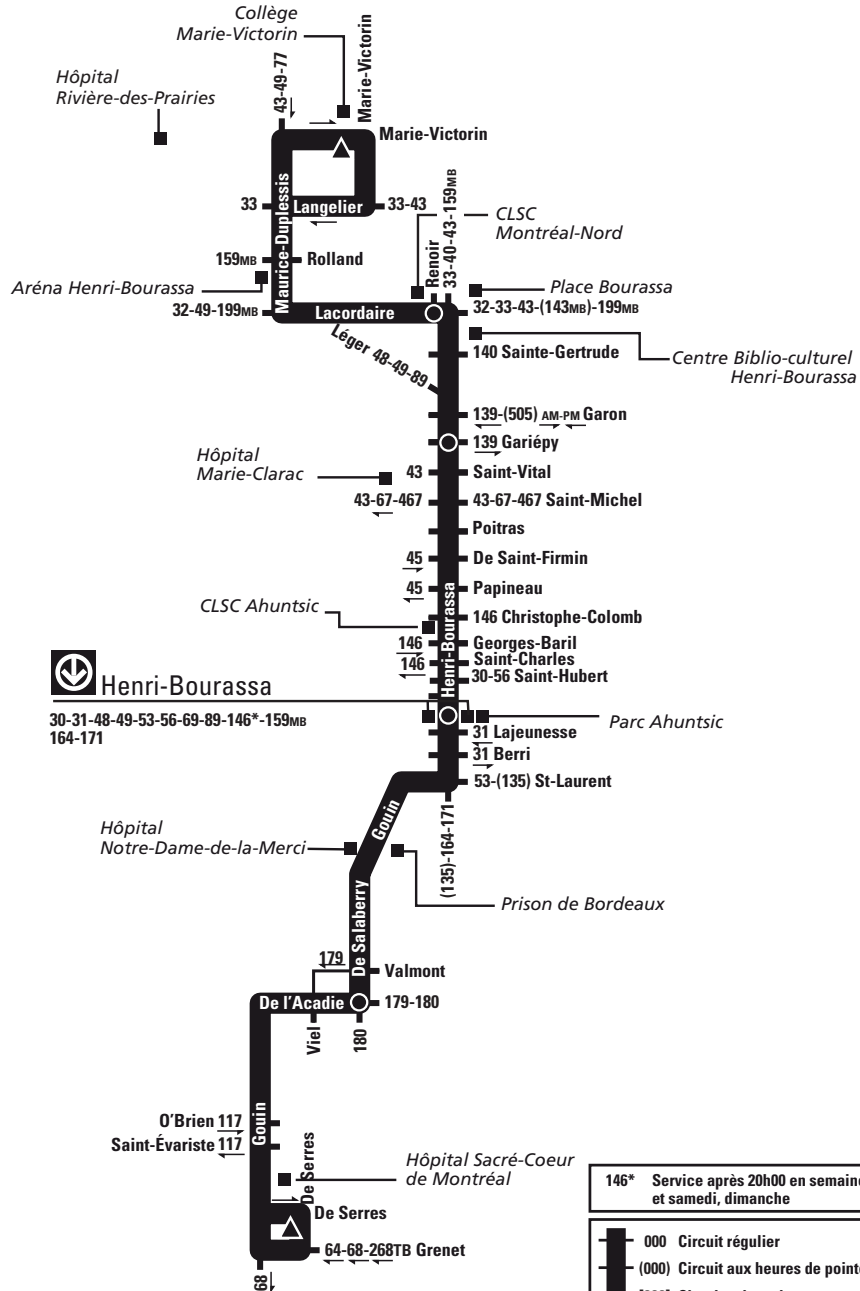 Collège
Marie-Victorin
Hôpital
Rivière-des-Prairies
43-49-77
Marie-Victorin
Marie-Victorin
33
Langelier
33-43
Maurice-Duplessis
CLSC
Montréal-Nord
159MB
Rolland
Renoir
33-40-43-159MB
Aréna Henri-Bourassa
Place Bourassa
32-49-199MB
Lacordaire
32-33-43-(143MB)-199MB
Léger 48-49-89
140 Sainte-Gertrude
Centre Biblio-culturel
Henri-Bourassa
139-(505) AM-PM Garon
139 Gariépy
Hôpital
Marie-Clarac
43
Saint-Vital
43-67-467
43-67-467 Saint-Michel
Poitras
45
De Saint-Firmin
45
Papineau
Henri-Bourassa
CLSC Ahuntsic
146 Christophe-Colomb
146
Georges-Baril
146
Saint-Charles
30-56 Saint-Hubert
Henri-Bourassa
30-31-48-49-53-56-69-89-146*-159MB
164-171
Parc Ahuntsic
31 Lajeunesse
31 Berri
53-(135) St-Laurent
Gouin
(135)-164-171
Hôpital
Notre-Dame-de-la-Merci
Prison de Bordeaux
De Salaberry
179
Valmont
De l'Acadie
179-180
Viel
180
Gouin
O'Brien 117
Saint-Évariste 117
Hôpital Sacré-Coeur
de Montréal
De Serres
De Serres
64-68-268TB Grenet
68
146* Service après 20h00 en semaine
et samedi, dimanche
000 Circuit régulier
(000) Circuit aux heures de pointe